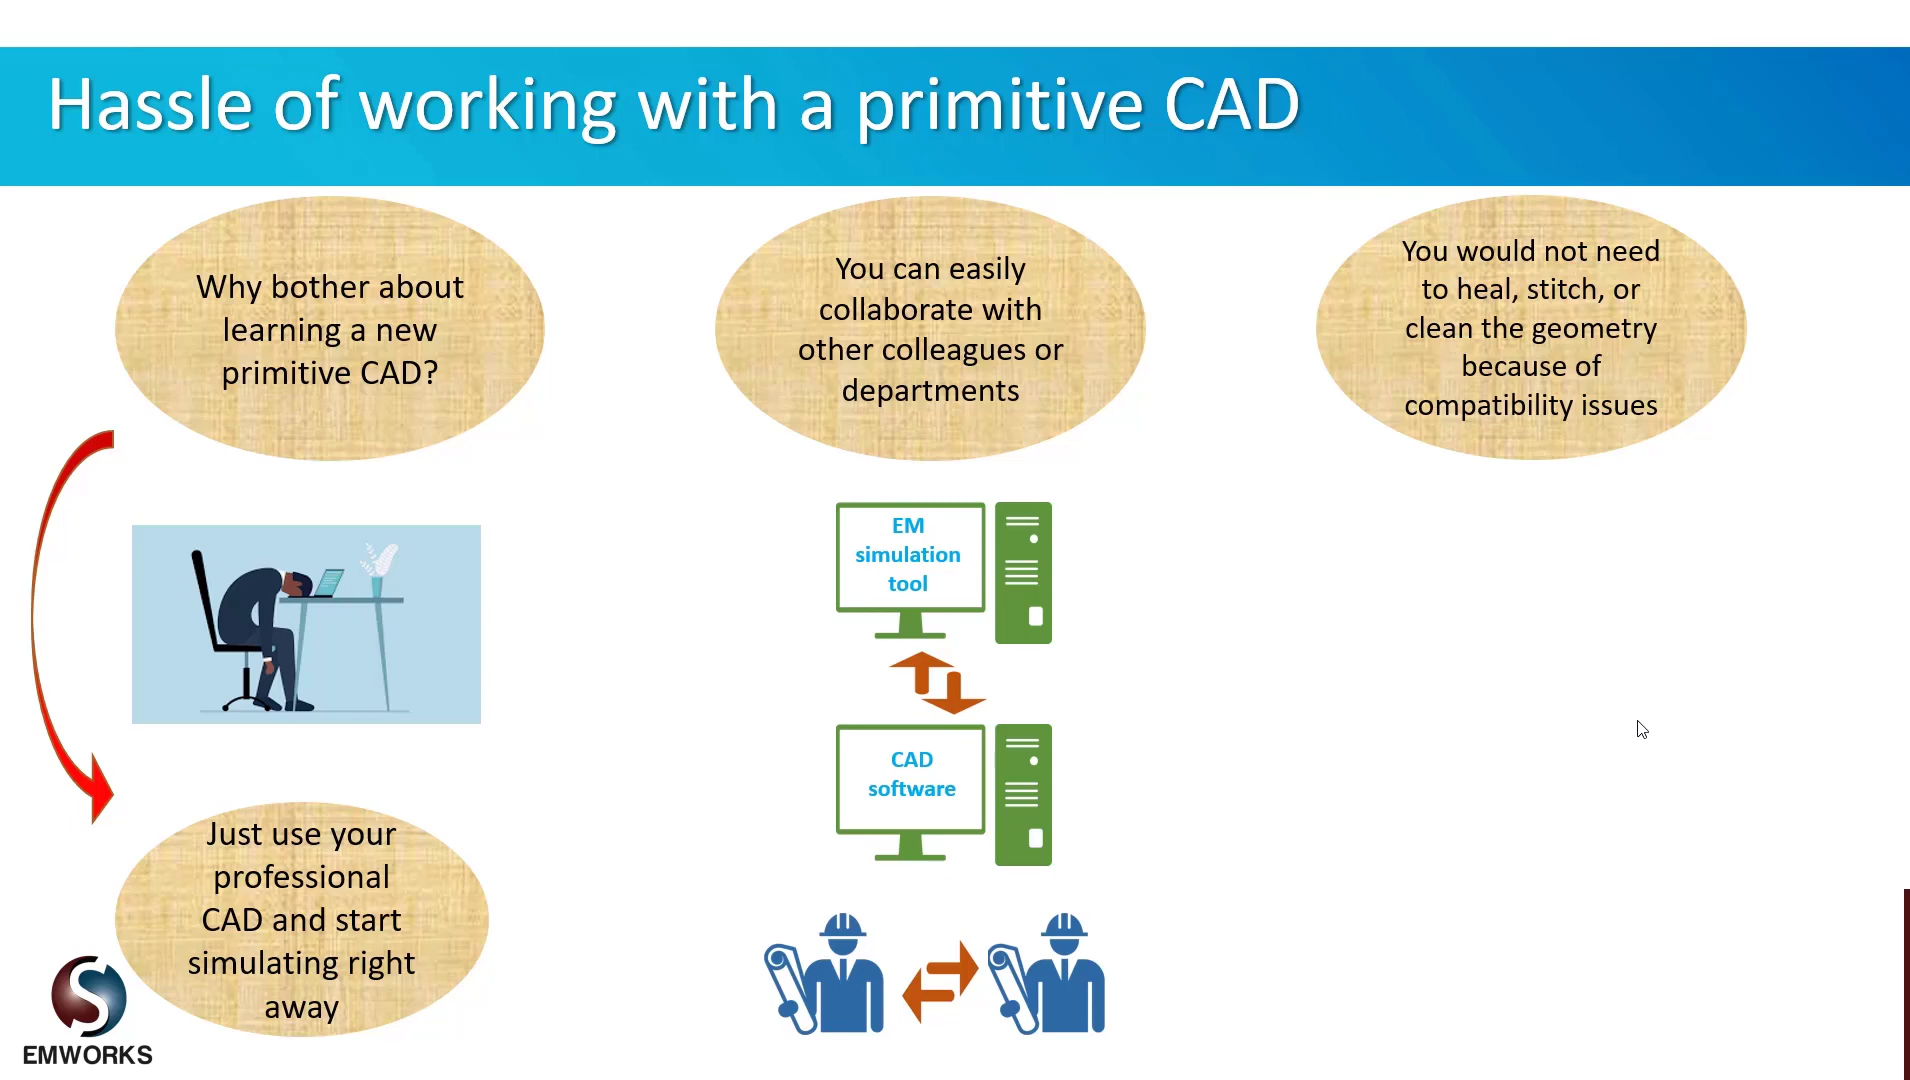 Hassle of working with a primitive CAD
Why bother about
learning a new
primitive CAD?
You can easily
collaborate with
other colleagues or
departments
You would not need
to heal, stitch, or
clean the geometry
because of
compatibility issues
EM
simulation
tool
CAD
software
Just use your
professional
CAD and start
simulating right
away
EMWORKS